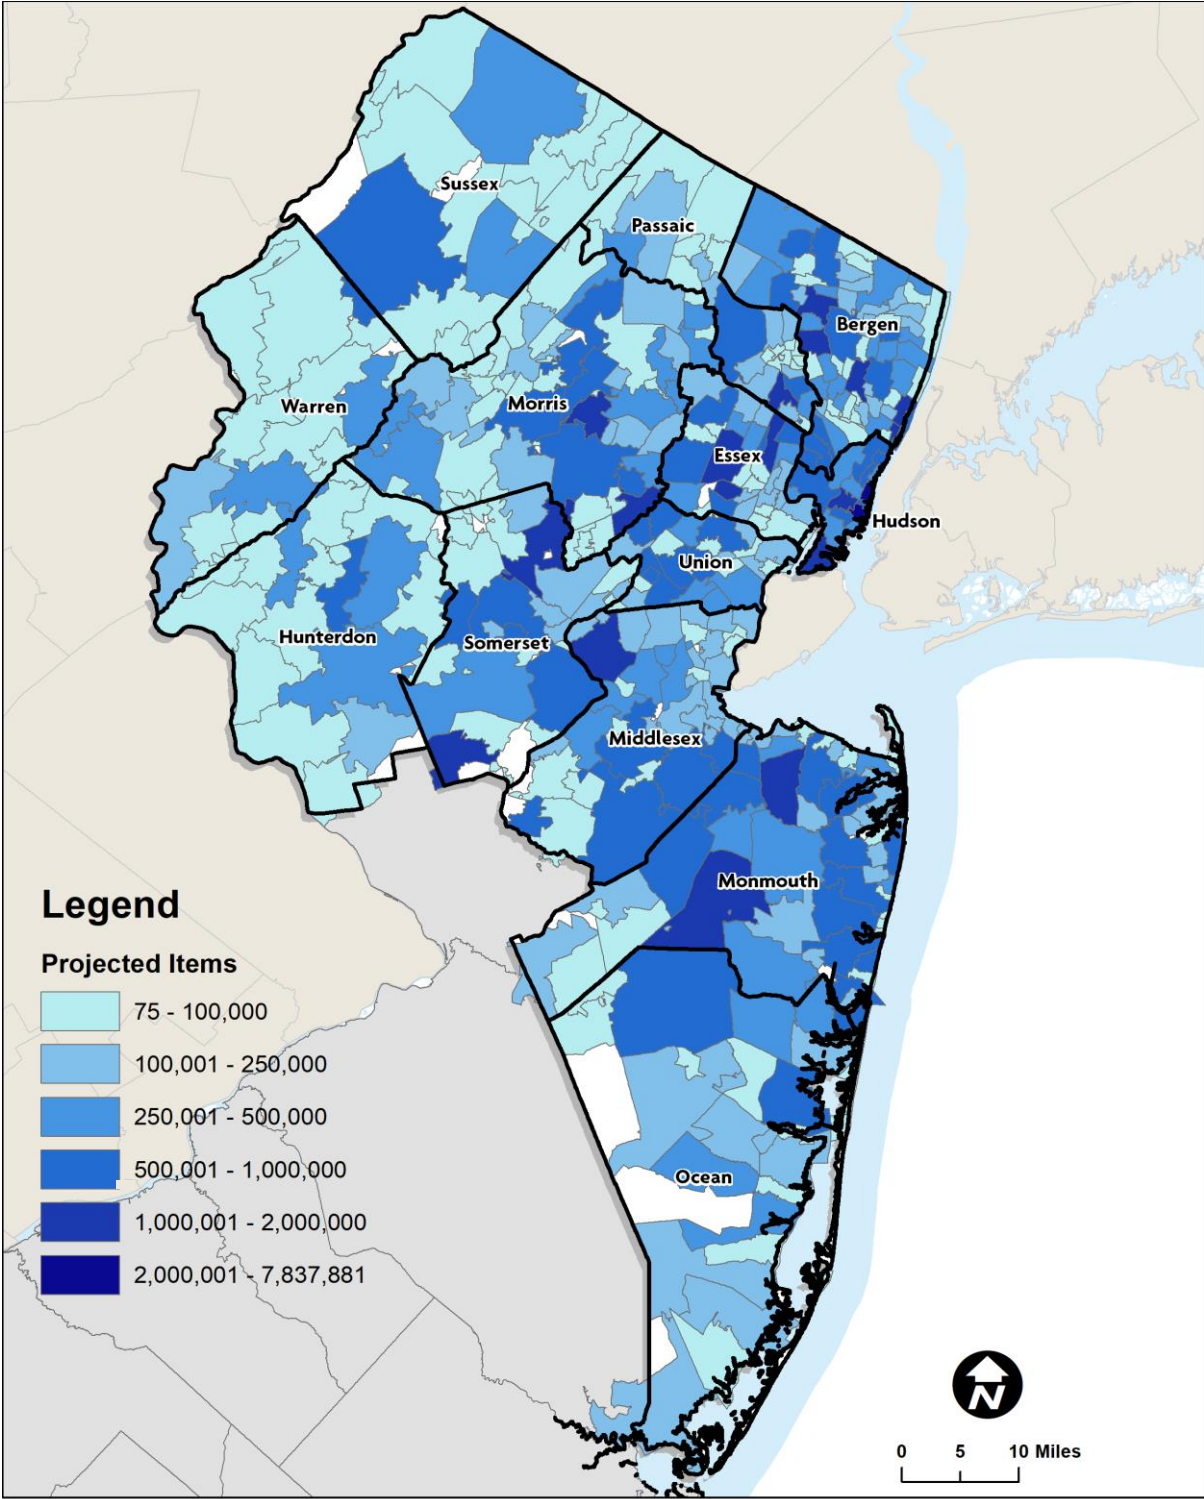 Sussex
Passaic
Bergen
Warren
Morris
Essex
Hudson
Union
Hunterdon
Somerset
Middlesex
Monmouth
Ocean
Legend
Projected Items
75 - 100,000
100,001 - 250,000
250,001 - 500,000
500,001 - 1,000,000
1,000,001 - 2,000,000
2,000,001 - 7,837,881
N
0 5 10 Miles